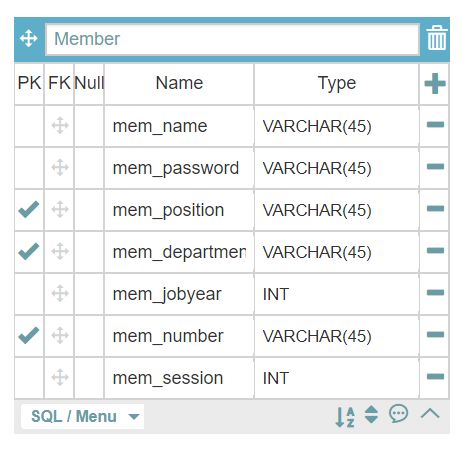 Member
PK FK Null Name Type
mem_name VARCHAR(45)
mem_password VARCHAR(45)
mem_position VARCHAR(45)
mem_departmen VARCHAR(45)
mem_jobyear INT
mem_number VARCHAR(45)
mem_session INT
SQL / Menu